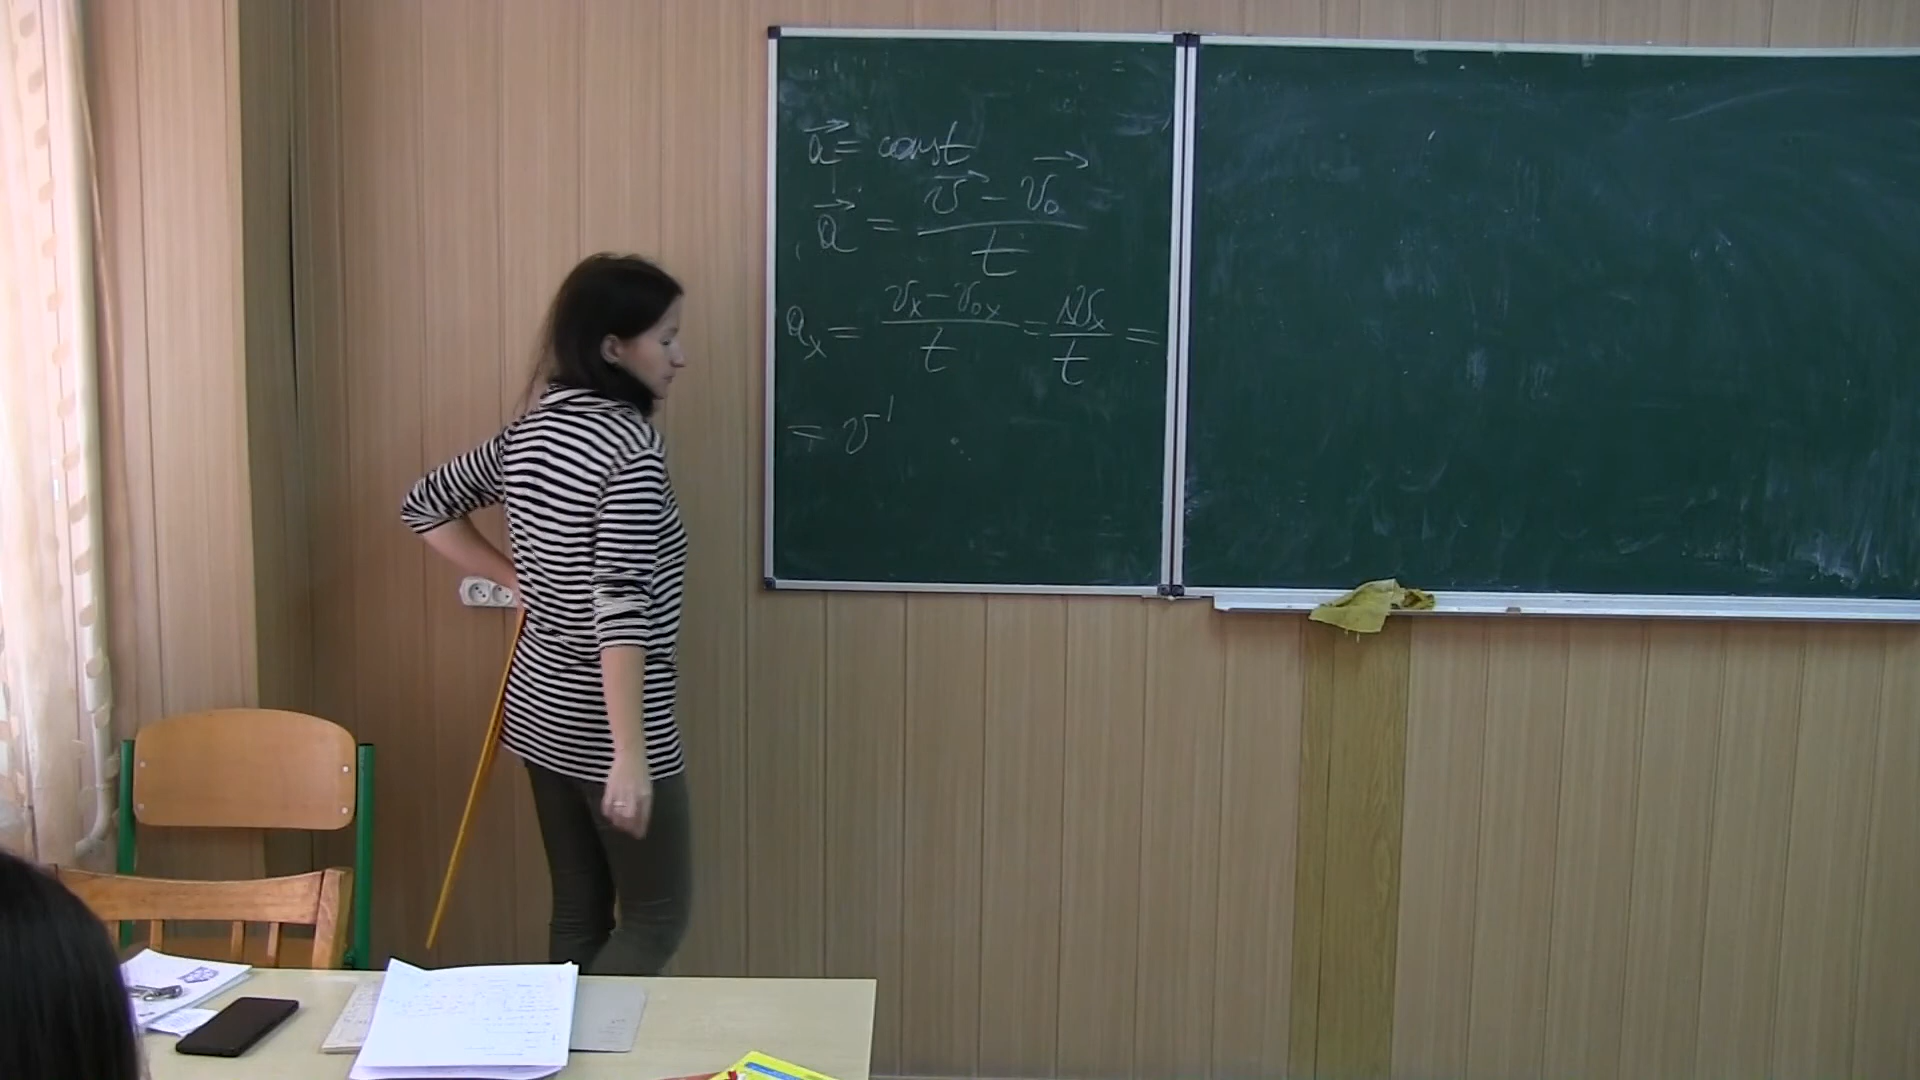 a⃗ = const
a⃗ = (v⃗ - v⃗₀) / t
aₓ = (vₓ - v₀ₓ) / t = Δvₓ / t =
= v'